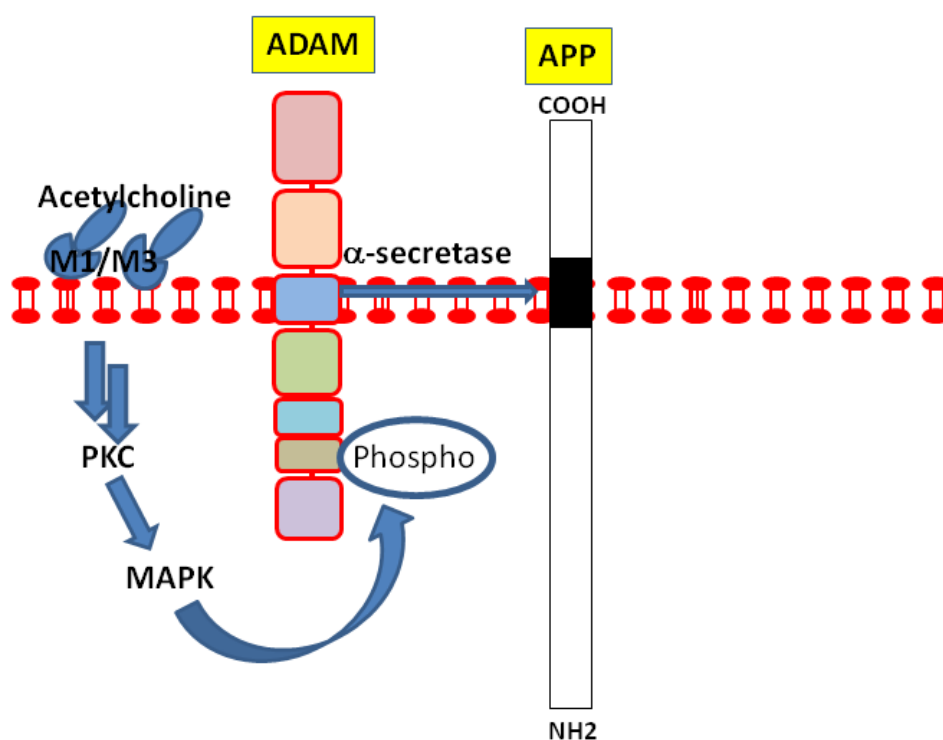 ADAM
APP
COOH
Acetylcholine
M1/M3
α-secretase
PKC
Phospho
MAPK
NH2